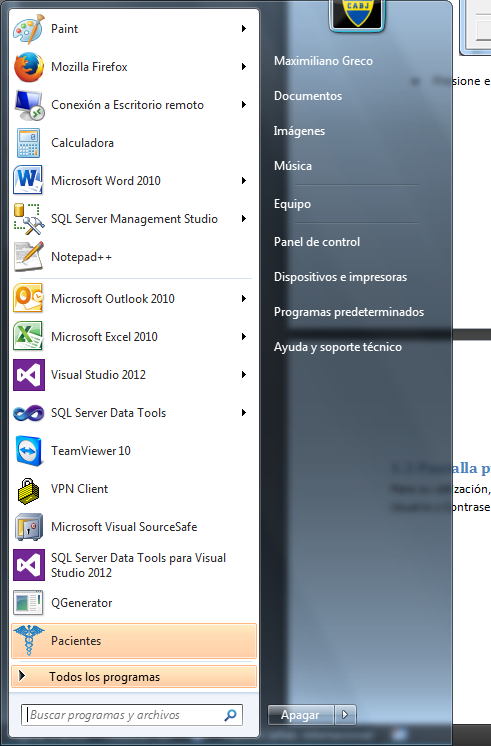 CABJ
Paint
Mozilla Firefox
Conexión a Escritorio remoto
Calculadora
Microsoft Word 2010
SQL Server Management Studio
Notepad++
Microsoft Outlook 2010
Microsoft Excel 2010
Visual Studio 2012
SQL Server Data Tools
TeamViewer 10
VPN Client
Microsoft Visual SourceSafe
SQL Server Data Tools para Visual
Studio 2012
QGenerator
Pacientes
Todos los programas
Buscar programas y archivos
Maximiliano Greco
Documentos
Imágenes
Música
Equipo
Panel de control
Dispositivos e impresoras
Programas predeterminados
Ayuda y soporte técnico
Apagar